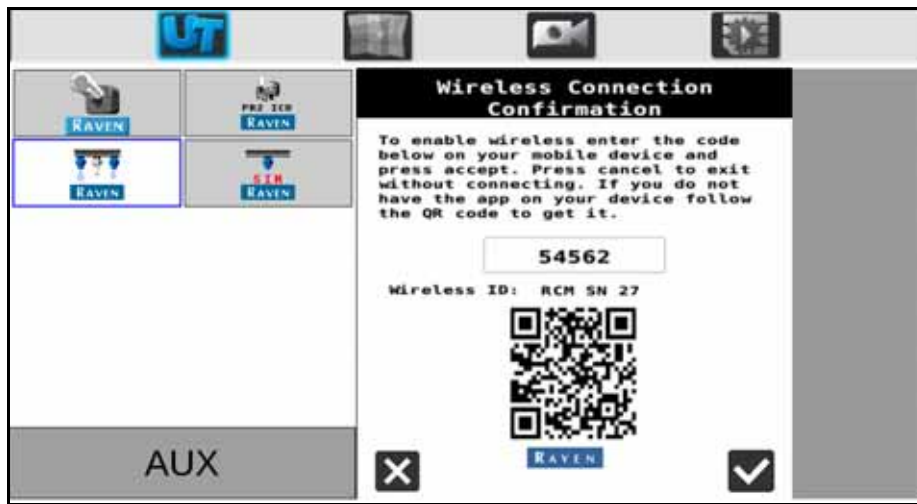 UT
RAVEN
PR2 ICD
RAVEN
RAVEN
SIM
RAVEN
AUX
Wireless Connection
Confirmation
To enable wireless enter the code
below on your mobile device and
press accept. Press cancel to exit
without connecting. If you do not
have the app on your device follow
the QR code to get it.
54562
Wireless ID: RCM SN 27
RAVEN